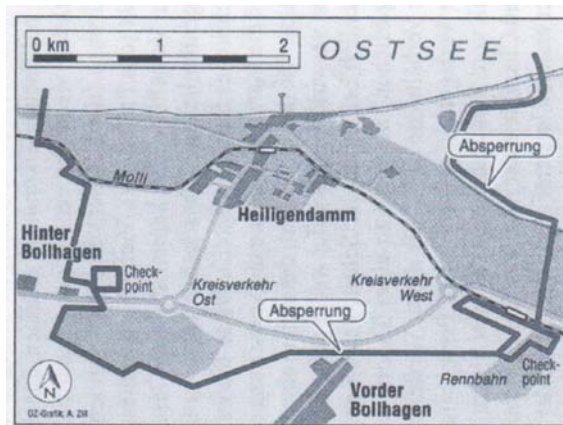 0 km 1 2
OSTSEE
Absperrung
Molli
Heiligendamm
Hinter
Bollhagen
Check-
point
Kreisverkehr
Ost
Kreisverkehr
West
Absperrung
Rennbahn
Check-
point
Vorder
Bollhagen
N
OZ-Grafik: A. Zill